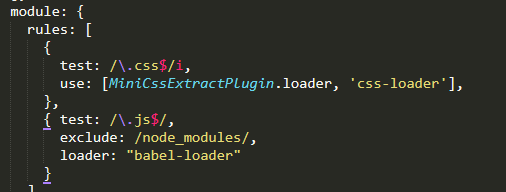 module: {
rules: [
{
test: /\.css$/i,
use: [MiniCssExtractPlugin.loader, 'css-loader'],
},
{ test: /\.js$/,
exclude: /node_modules/,
loader: "babel-loader"
}